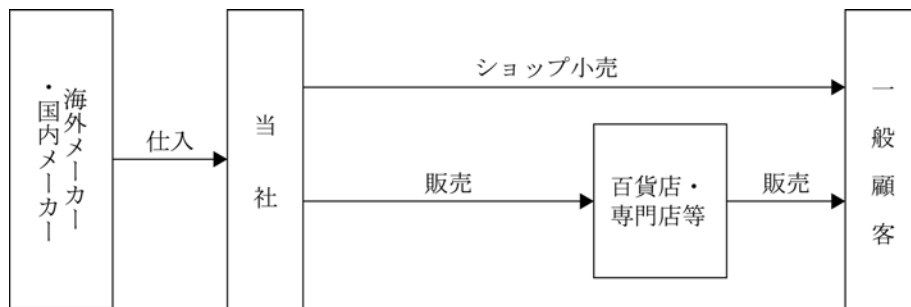 海外メーカー
・国内メーカー
仕入
当社
ショップ小売
販売
百貨店・
専門店等
販売
一般顧客